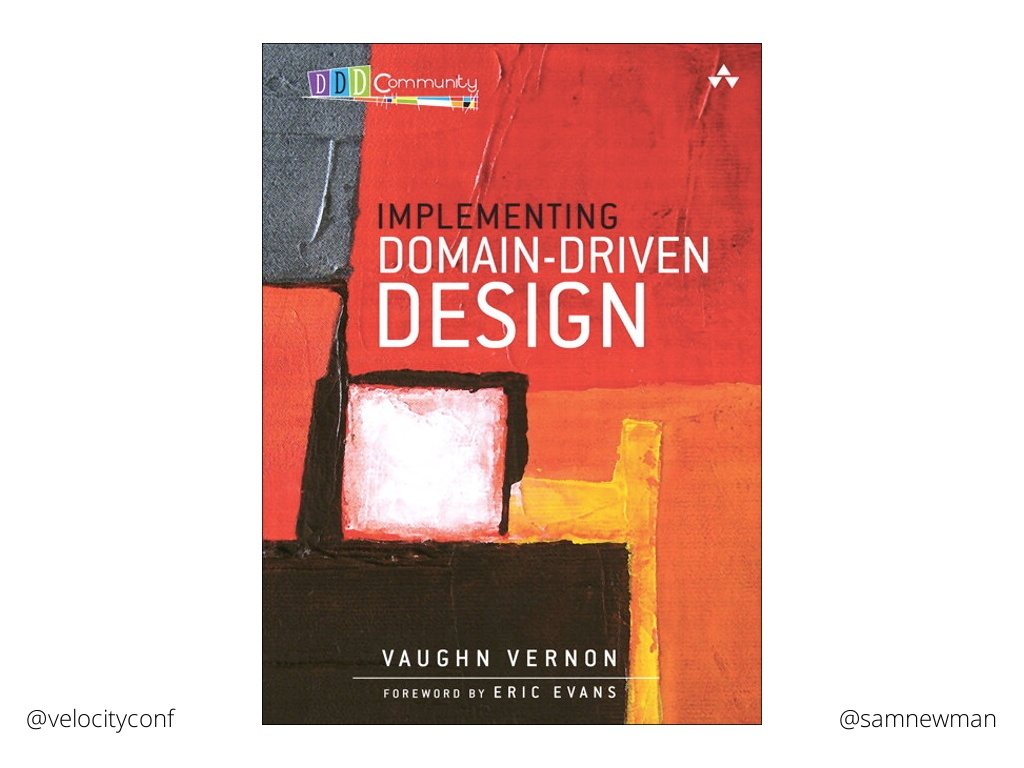 DDD Community
IMPLEMENTING
DOMAIN-DRIVEN
DESIGN
VAUGHN VERNON
FOREWORD BY ERIC EVANS
@velocityconf
@samnewman